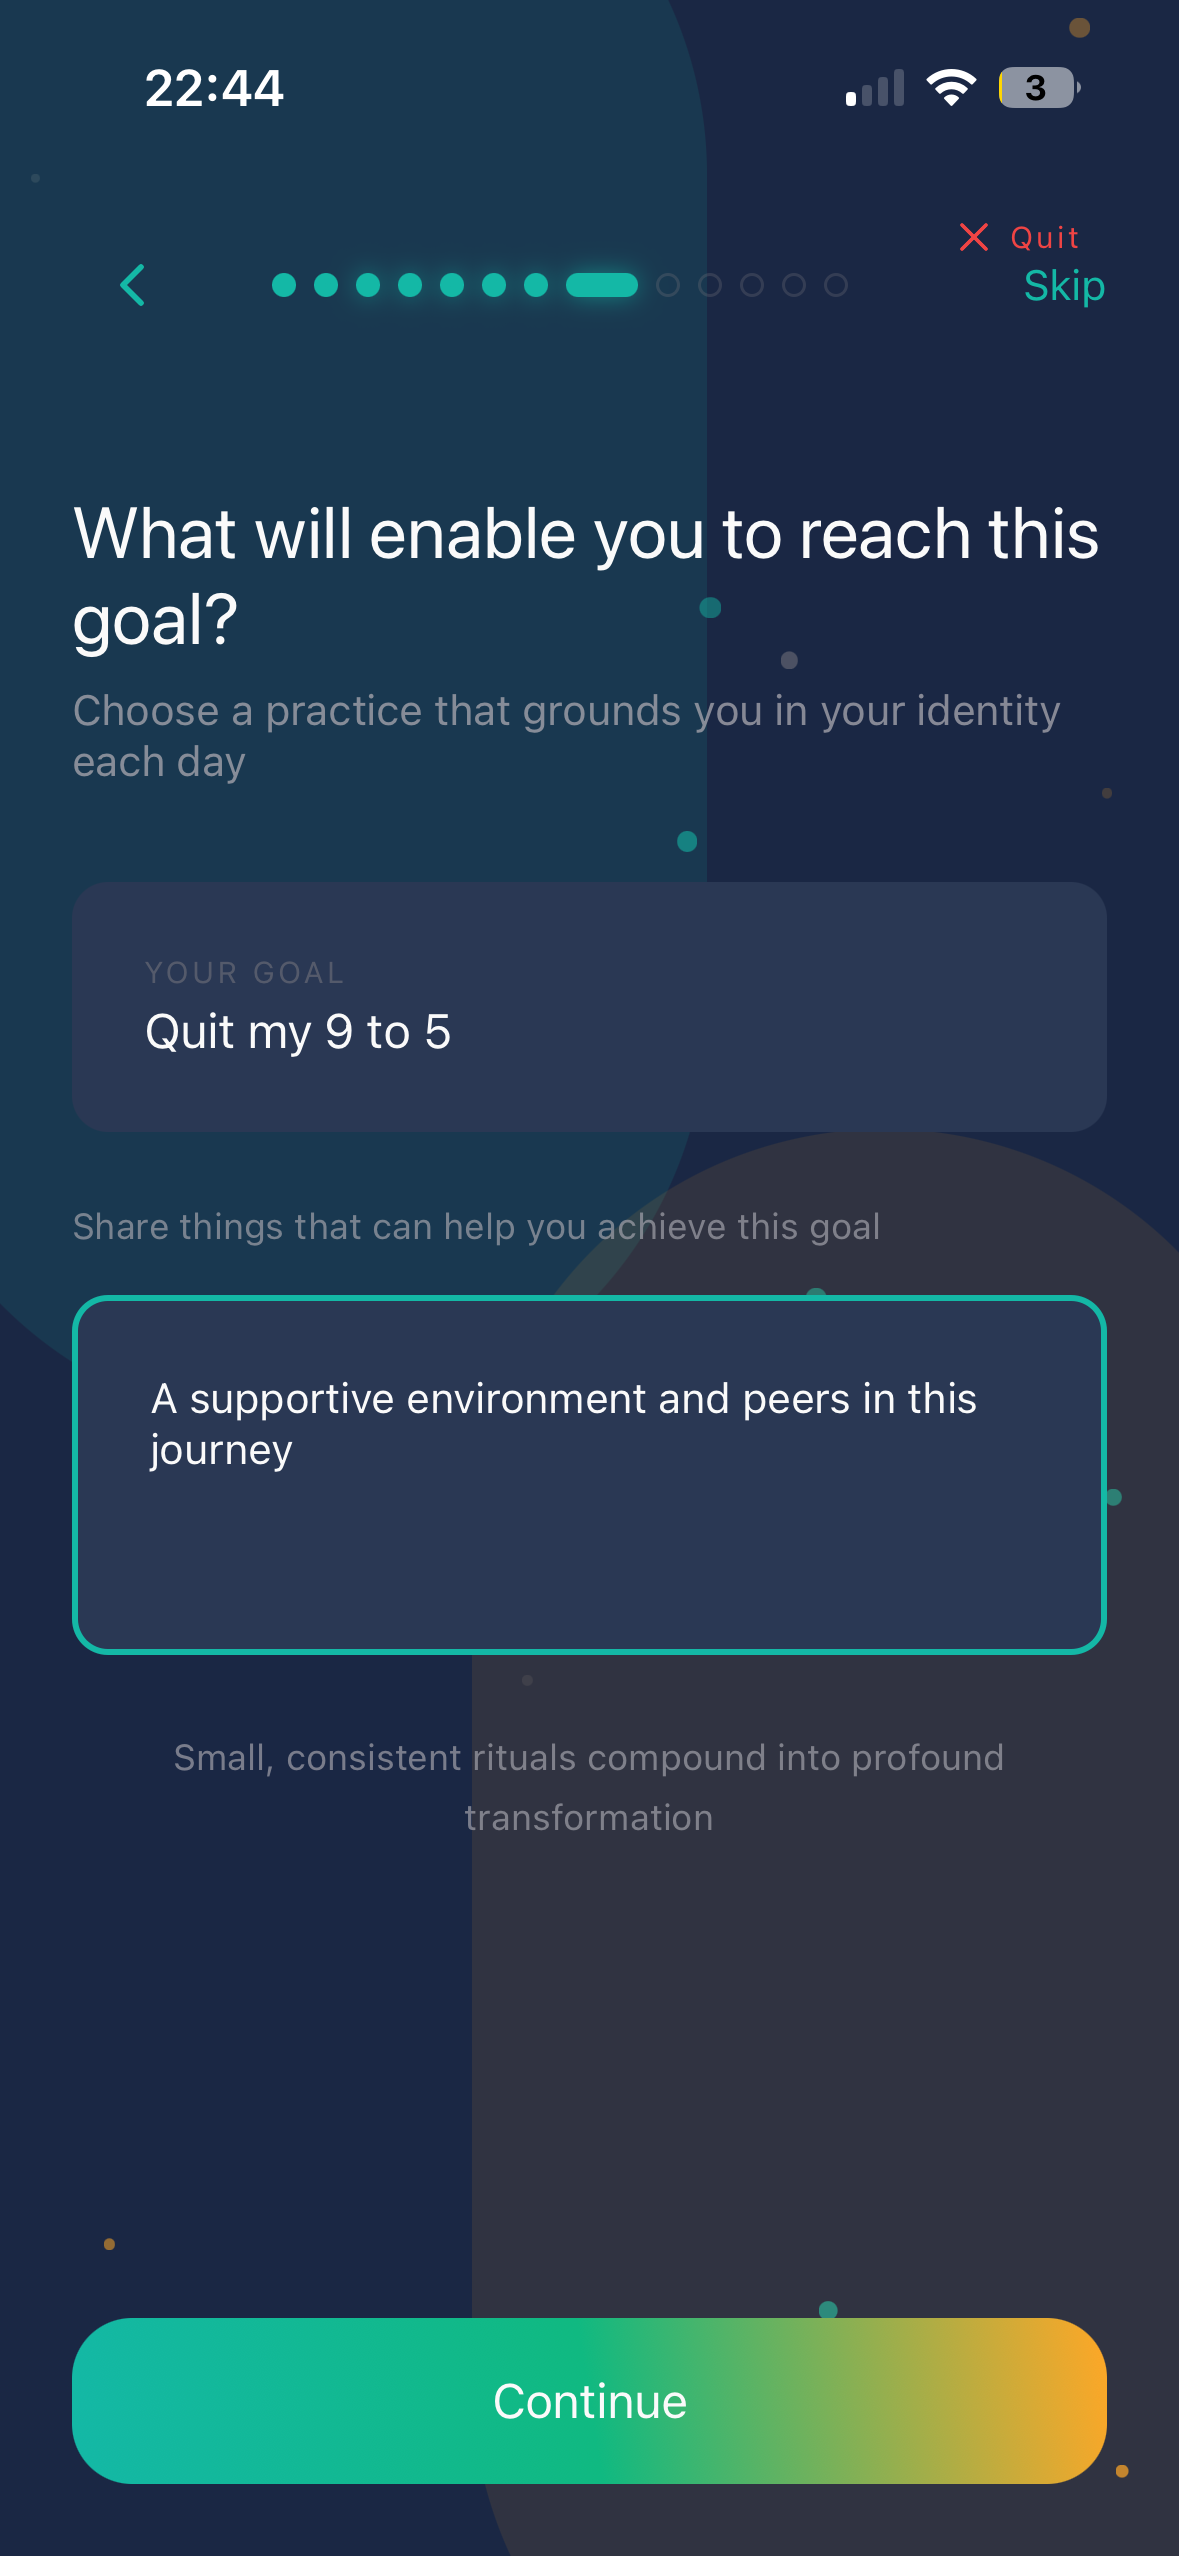 22:44
3
Quit
Skip
What will enable you to reach this
goal?
Choose a practice that grounds you in your identity
each day
YOUR GOAL
Quit my 9 to 5
Share things that can help you achieve this goal
A supportive environment and peers in this
journey
Small, consistent rituals compound into profound
transformation
Continue